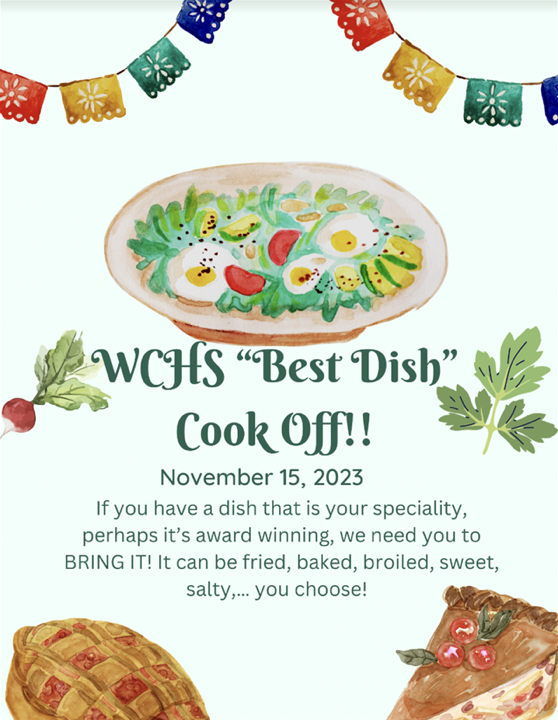 WCHS “Best Dish”
Cook Off!!
November 15, 2023
If you have a dish that is your speciality,
perhaps it’s award winning, we need you to
BRING IT! It can be fried, baked, broiled, sweet,
salty,... you choose!